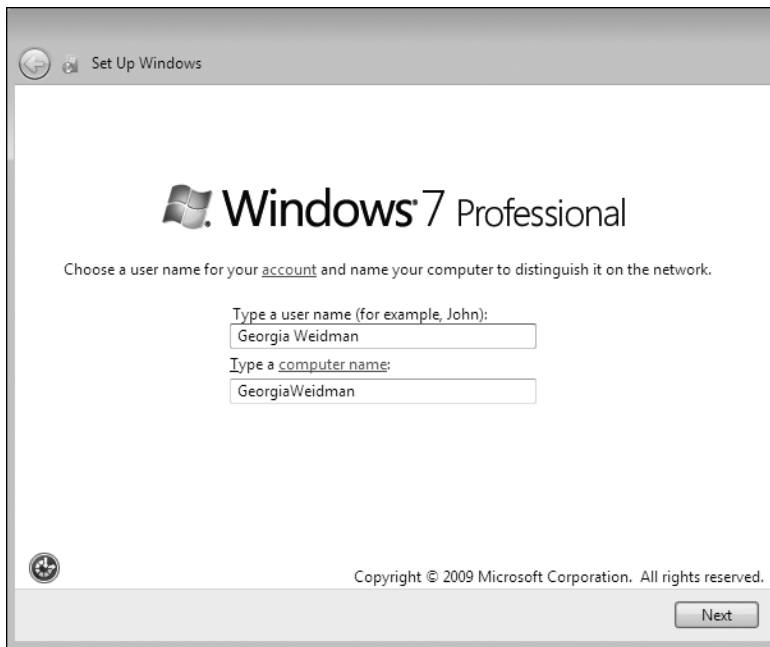 Set Up Windows
Windows® 7 Professional
Choose a user name for your account and name your computer to distinguish it on the network.
Type a user name (for example, John):
Georgia Weidman
Type a computer name:
GeorgiaWeidman
Copyright © 2009 Microsoft Corporation. All rights reserved.
Next